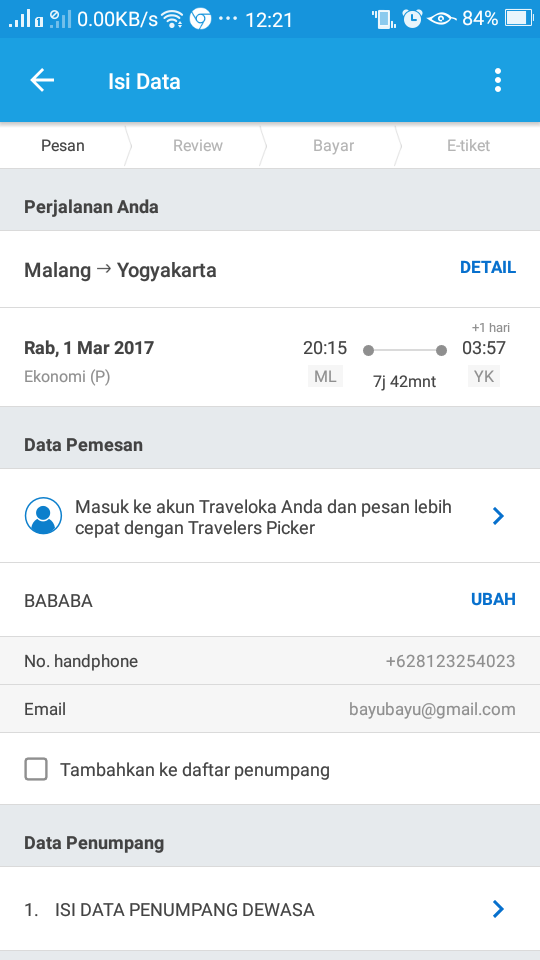 0.00KB/s 12:21 84%
Isi Data
Pesan Review Bayar E-tiket
Perjalanan Anda
Malang → Yogyakarta DETAIL
+1 hari
Rab, 1 Mar 2017 20:15 03:57
Ekonomi (P) ML 7j 42mnt YK
Data Pemesan
Masuk ke akun Traveloka Anda dan pesan lebih
cepat dengan Travelers Picker
BABABA UBAH
No. handphone +628123254023
Email bayubayu@gmail.com
Tambahkan ke daftar penumpang
Data Penumpang
1. ISI DATA PENUMPANG DEWASA